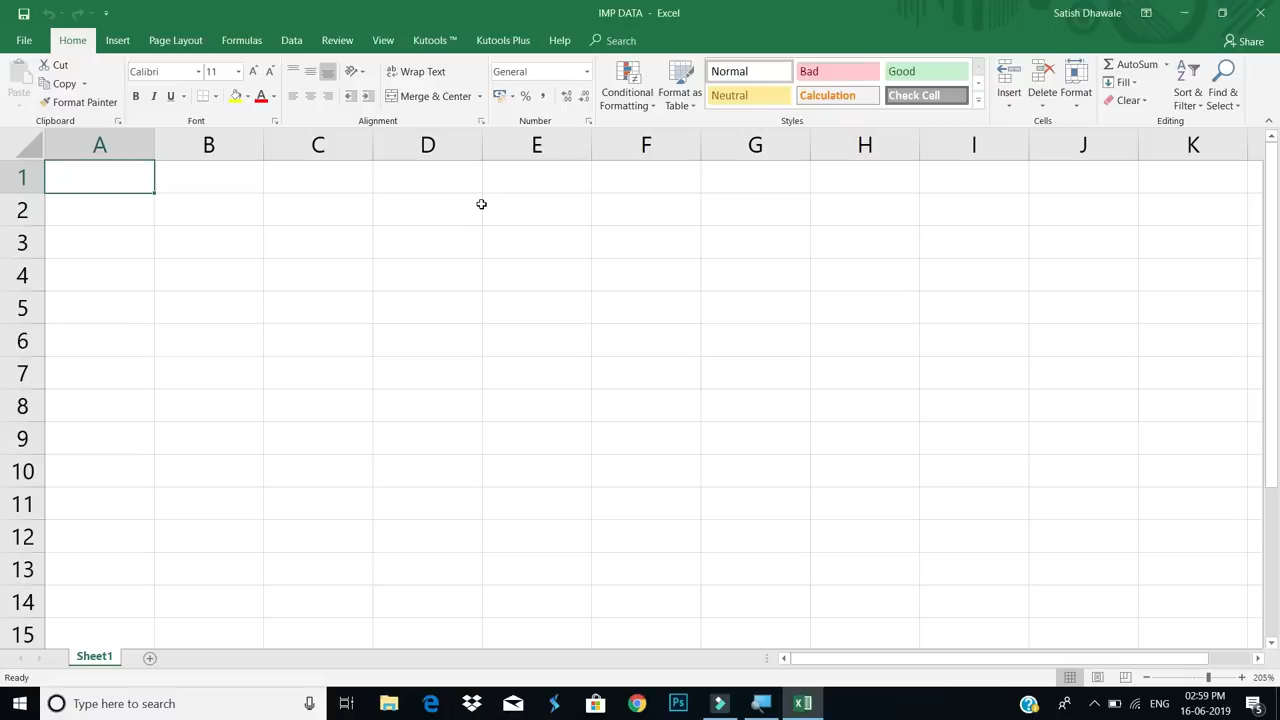 IMP DATA - Excel
Satish Dhawale
File Home Insert Page Layout Formulas Data Review View Kutools ™ Kutools Plus Help Search Share
Paste
Cut
Copy
Format Painter
Clipboard
Calibri 11
B I U
Font
Wrap Text
Merge & Center
Alignment
General
%
Number
Conditional Formatting
Format as Table
Normal Bad Good
Neutral Calculation Check Cell
Styles
Insert Delete Format
Cells
AutoSum
Fill
Clear
Sort & Filter
Find & Select
Editing
A B C D E F G H I J K
1
2
3
4
5
6
7
8
9
10
11
12
13
14
15
Sheet1
Ready
205%
Type here to search
Ps
ENG
02:59 PM
16-06-2019
5